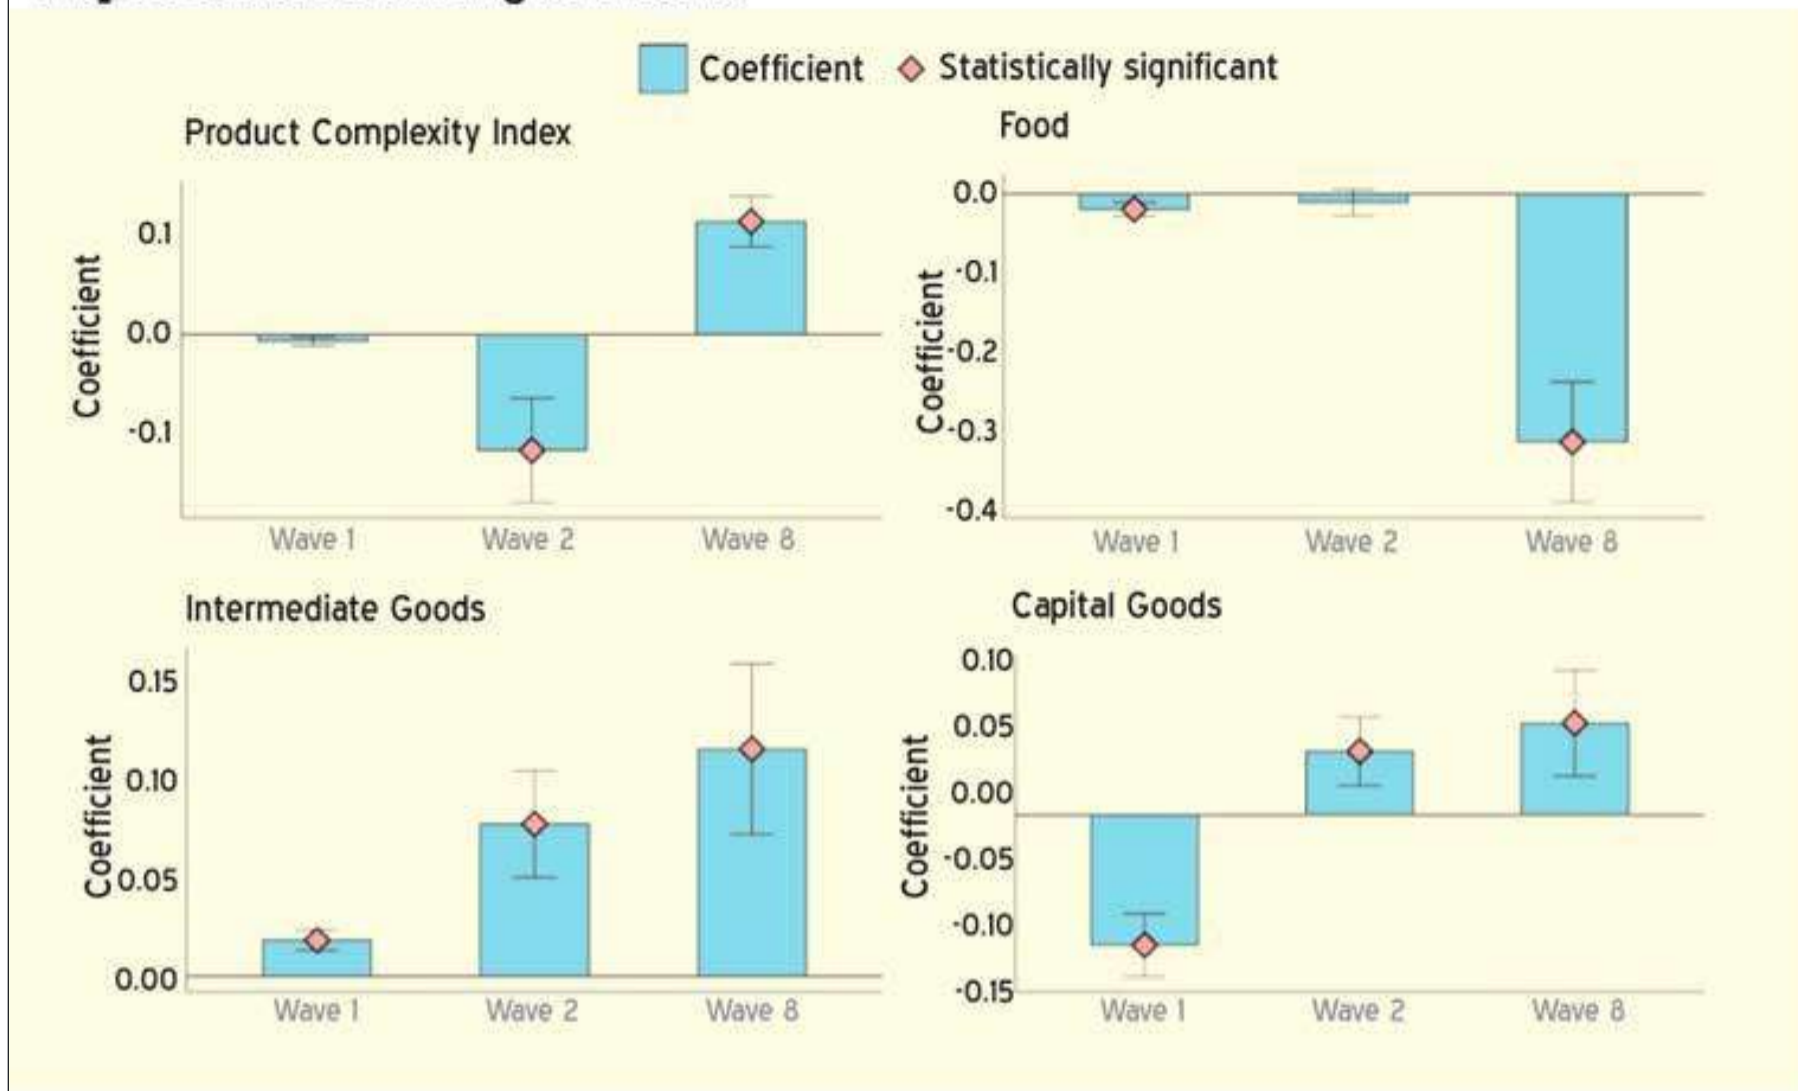 Coefficient Statistically significant
Product Complexity Index
Coefficient
0.1
0.0
-0.1
Wave 1 Wave 2 Wave 8
Food
Coefficient
0.0
-0.1
-0.2
-0.3
-0.4
Wave 1 Wave 2 Wave 8
Intermediate Goods
Coefficient
0.15
0.10
0.05
0.00
Wave 1 Wave 2 Wave 8
Capital Goods
Coefficient
0.10
0.05
0.00
-0.05
-0.10
-0.15
Wave 1 Wave 2 Wave 8